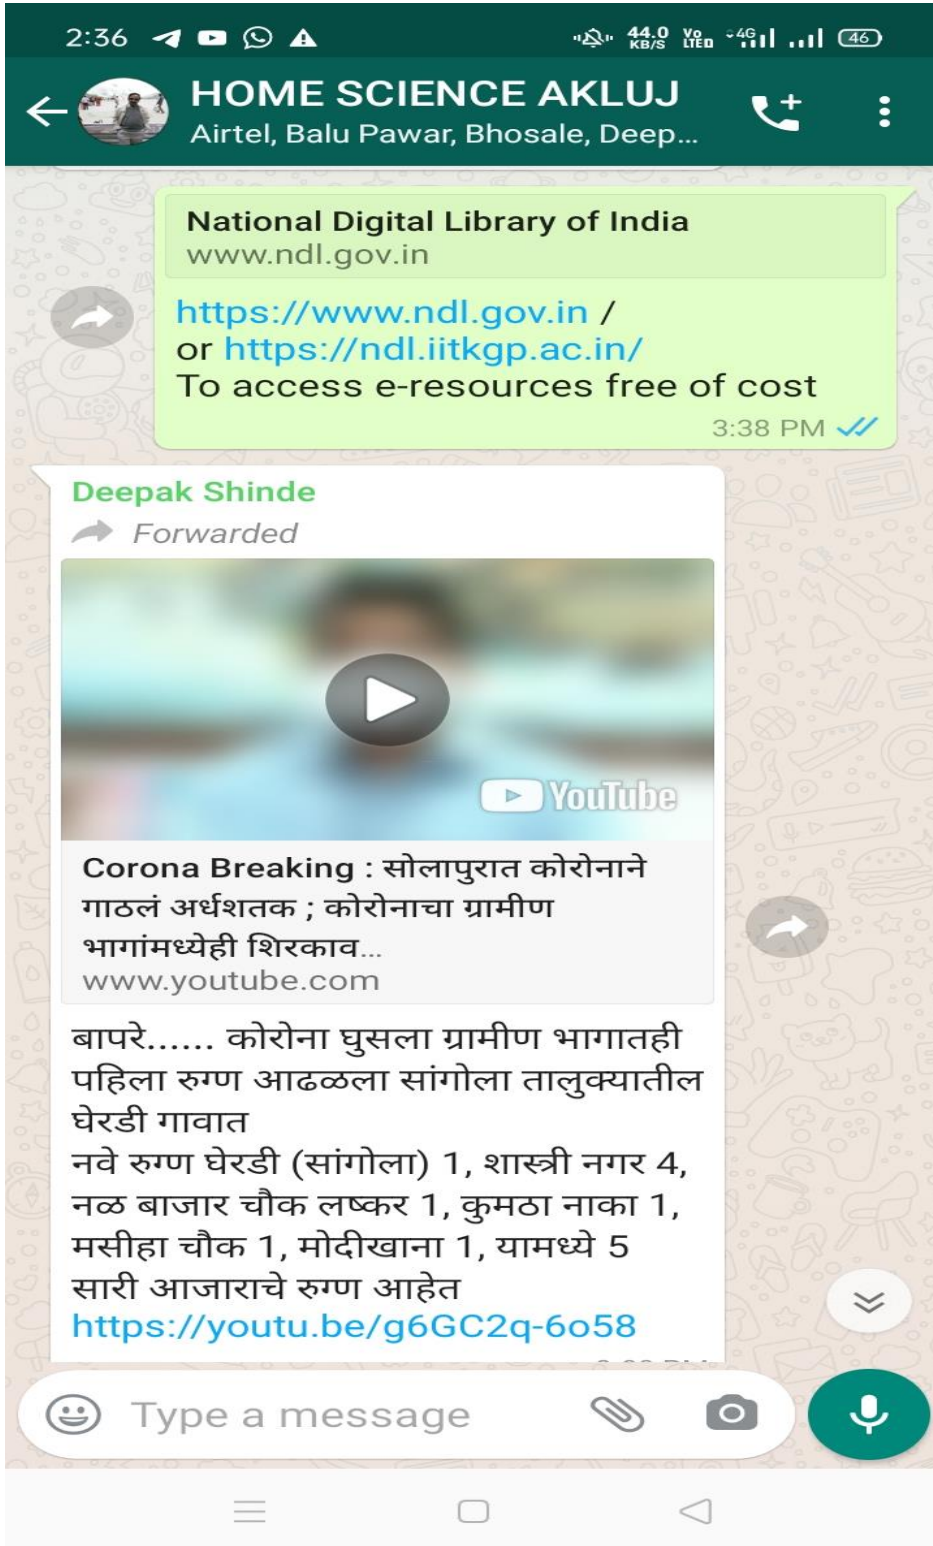 2:36 44.0 KB/S Vo LTED 4G 46
HOME SCIENCE AKLUJ
Airtel, Balu Pawar, Bhosale, Deep...
National Digital Library of India
www.ndl.gov.in
https://www.ndl.gov.in /
or https://ndl.iitkgp.ac.in/
To access e-resources free of cost
3:38 PM
Deepak Shinde
Forwarded
YouTube
Corona Breaking : सोलापुरात कोरोनाने
गाठलं अर्धशतक ; कोरोनाचा ग्रामीण
भागांमध्येही शिरकाव...
www.youtube.com
बापरे...... कोरोना घुसला ग्रामीण भागातही
पहिला रुग्ण आढळला सांगोला तालुक्यातील
घेरडी गावात
नवे रुग्ण घेरडी (सांगोला) 1, शास्त्री नगर 4,
नळ बाजार चौक लष्कर 1, कुमठा नाका 1,
मसीहा चौक 1, मोदीखाना 1, यामध्ये 5
सारी आजाराचे रुग्ण आहेत
https://youtu.be/g6GC2q-6o58
Type a message